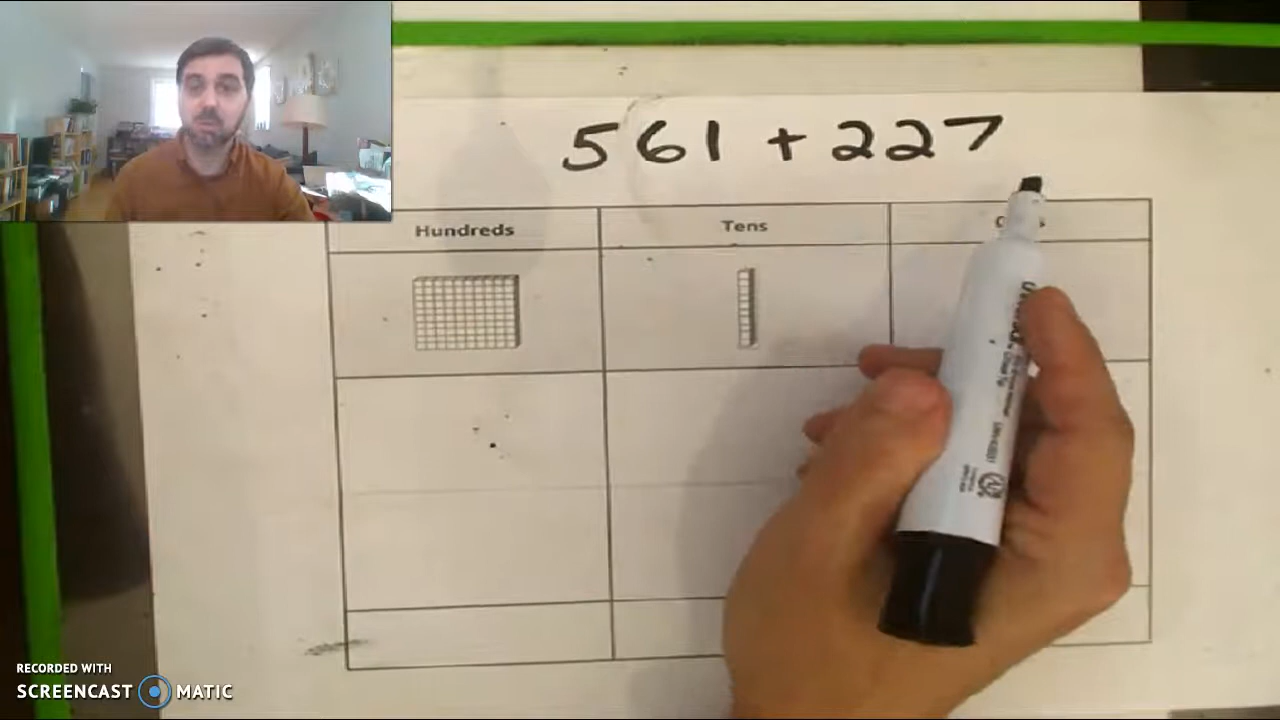 561 + 227
Hundreds Tens
RECORDED WITH
SCREENCAST MATIC